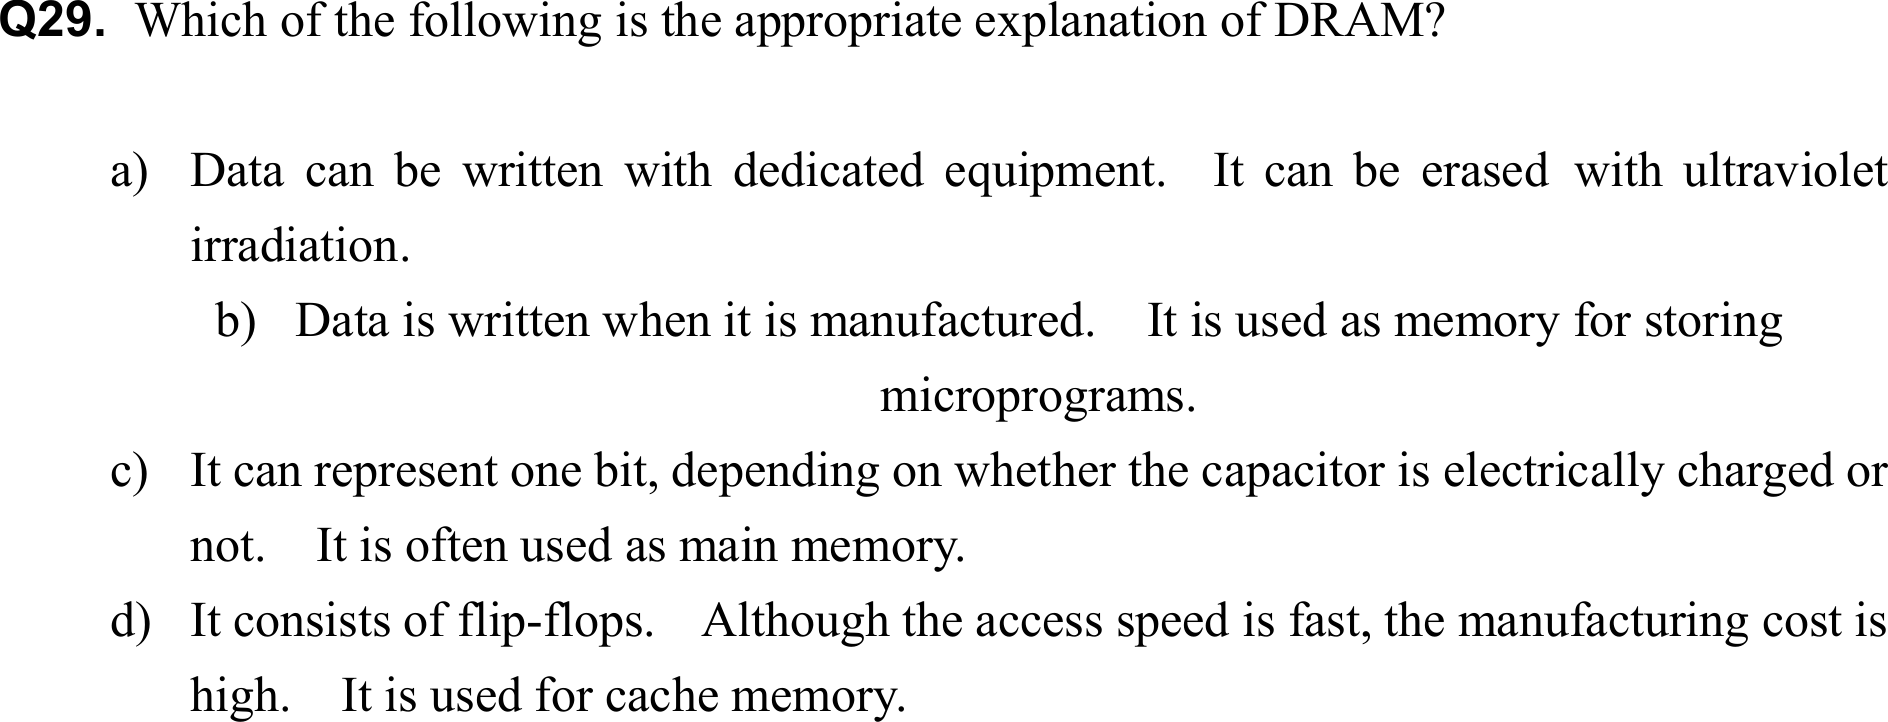 Q29. Which of the following is the appropriate explanation of DRAM?
a) Data can be written with dedicated equipment. It can be erased with ultraviolet
irradiation.
b) Data is written when it is manufactured. It is used as memory for storing
microprograms.
c) It can represent one bit, depending on whether the capacitor is electrically charged or
not. It is often used as main memory.
d) It consists of flip-flops. Although the access speed is fast, the manufacturing cost is
high. It is used for cache memory.